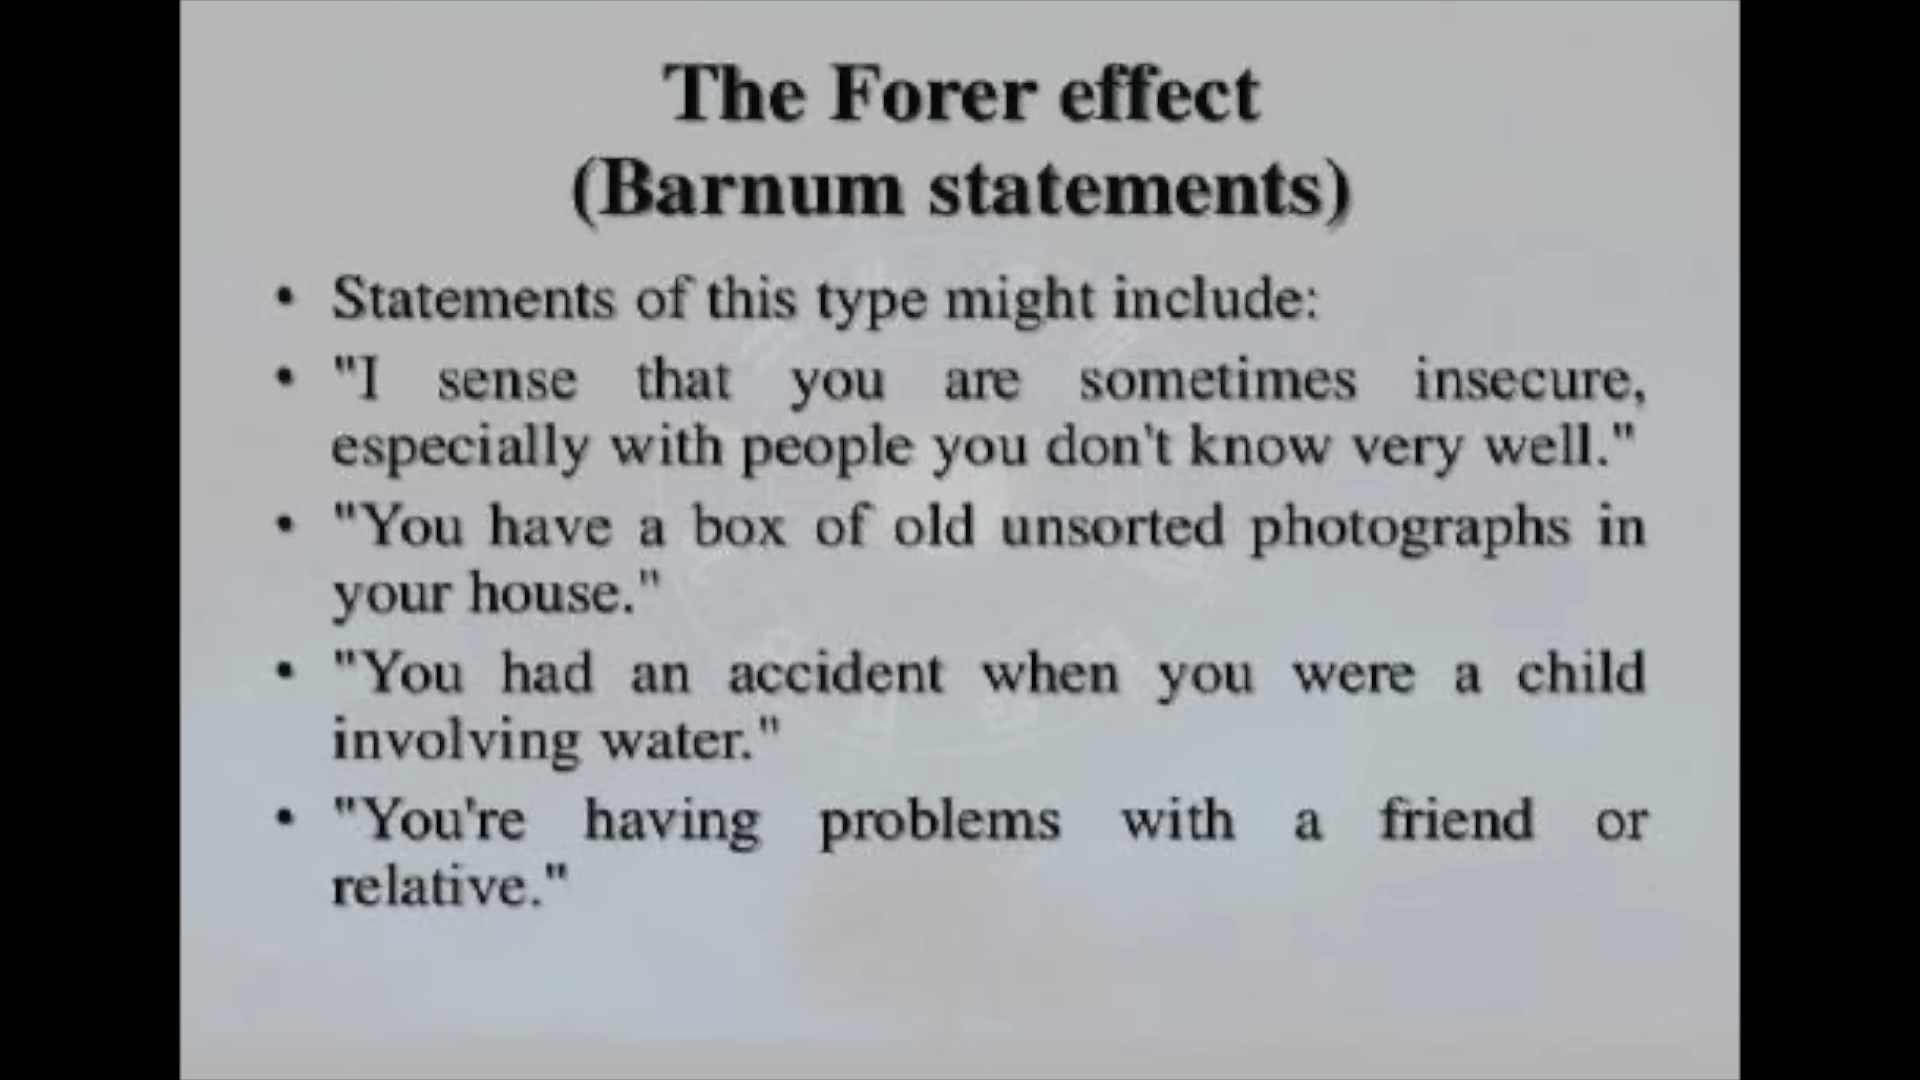 The Forer effect
(Barnum statements)
• Statements of this type might include:
• "I sense that you are sometimes insecure,
especially with people you don't know very well."
• "You have a box of old unsorted photographs in
your house."
• "You had an accident when you were a child
involving water."
• "You're having problems with a friend or
relative."